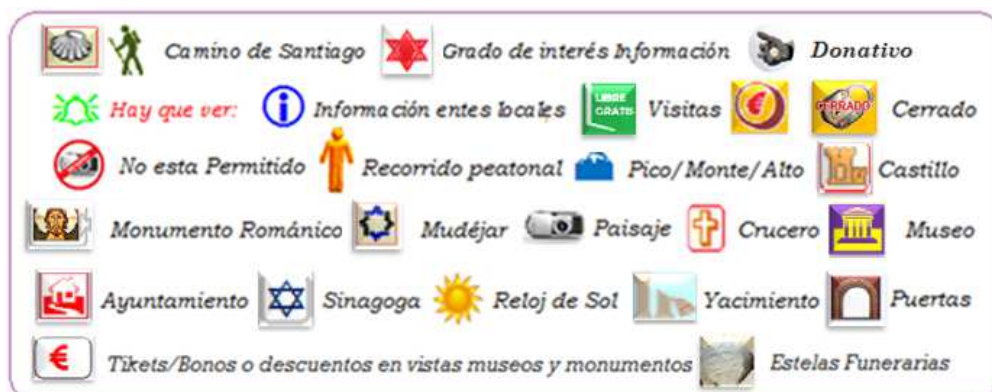 Camino de Santiago Grado de interés Información Donativo
Hay que ver: Información entes locales LIBRE GRATIS Visitas € CERRADO Cerrado
No esta Permitido Recorrido peatonal Pico/Monte/Alto Castillo
Monumento Románico Mudéjar Paisaje Crucero Museo
Ayuntamiento Sinagoga Reloj de Sol Yacimiento Puertas
€ Tikets/Bonos o descuentos en vistas museos y monumentos Estelas Funerarias